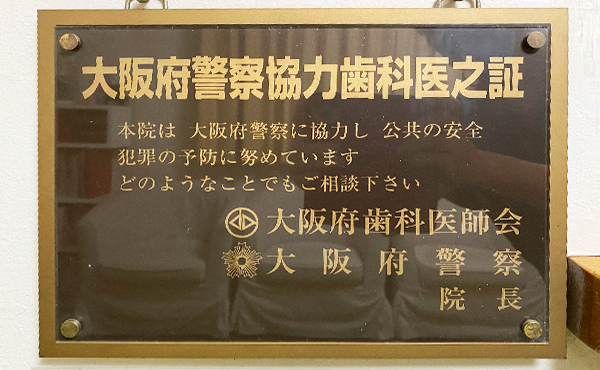 大阪府警察協力歯科医之証
本院は 大阪府警察に協力し 公共の安全
犯罪の予防に努めています
どのようなことでもご相談下さい
大阪府歯科医師会
大阪府警察
院長